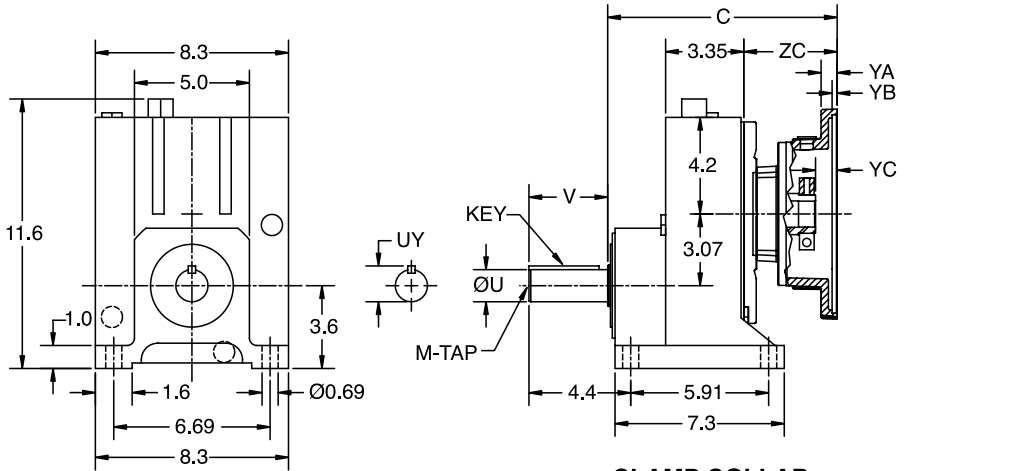 C
8.3
3.35
ZC
5.0
YA
YB
4.2
YC
V
KEY
11.6
UY
3.07
ØU
1.0
3.6
M-TAP
1.6
Ø0.69
4.4
5.91
6.69
7.3
8.3